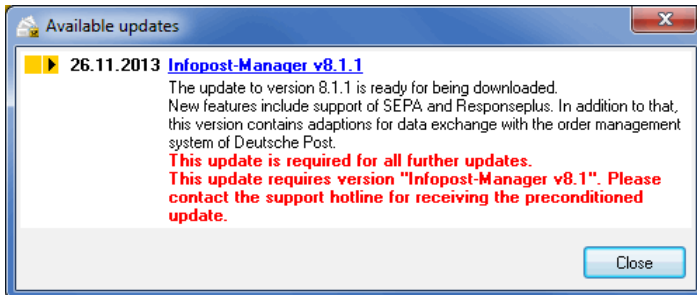 Available updates
26.11.2013 Infopost-Manager v8.1.1
The update to version 8.1.1 is ready for being downloaded.
New features include support of SEPA and Responseplus. In addition to that,
this version contains adaptions for data exchange with the order management
system of Deutsche Post.
This update is required for all further updates.
This update requires version "Infopost-Manager v8.1". Please
contact the support hotline for receiving the preconditioned
update.
Close